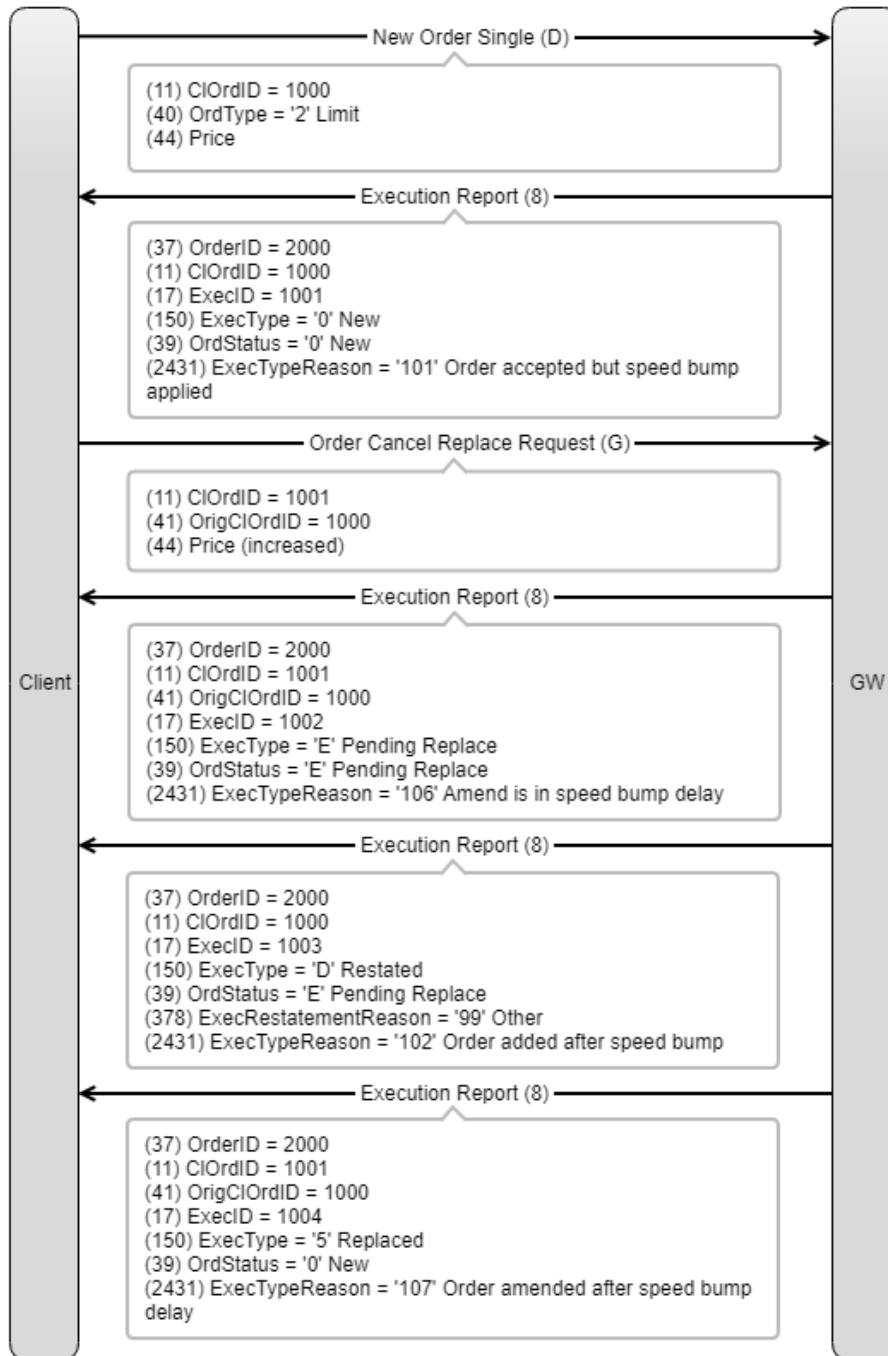 New Order Single (D)
(11) ClOrdID = 1000
(40) OrdType = '2' Limit
(44) Price
Execution Report (8)
(37) OrderID = 2000
(11) ClOrdID = 1000
(17) ExecID = 1001
(150) ExecType = '0' New
(39) OrdStatus = '0' New
(2431) ExecTypeReason = '101' Order accepted but speed bump
applied
Order Cancel Replace Request (G)
(11) ClOrdID = 1001
(41) OrigClOrdID = 1000
(44) Price (increased)
Execution Report (8)
(37) OrderID = 2000
(11) ClOrdID = 1001
(41) OrigClOrdID = 1000
(17) ExecID = 1002
(150) ExecType = 'E' Pending Replace
(39) OrdStatus = 'E' Pending Replace
(2431) ExecTypeReason = '106' Amend is in speed bump delay
Client
GW
Execution Report (8)
(37) OrderID = 2000
(11) ClOrdID = 1000
(17) ExecID = 1003
(150) ExecType = 'D' Restated
(39) OrdStatus = 'E' Pending Replace
(378) ExecRestatementReason = '99' Other
(2431) ExecTypeReason = '102' Order added after speed bump
Execution Report (8)
(37) OrderID = 2000
(11) ClOrdID = 1001
(41) OrigClOrdID = 1000
(17) ExecID = 1004
(150) ExecType = '5' Replaced
(39) OrdStatus = '0' New
(2431) ExecTypeReason = '107' Order amended after speed bump
delay